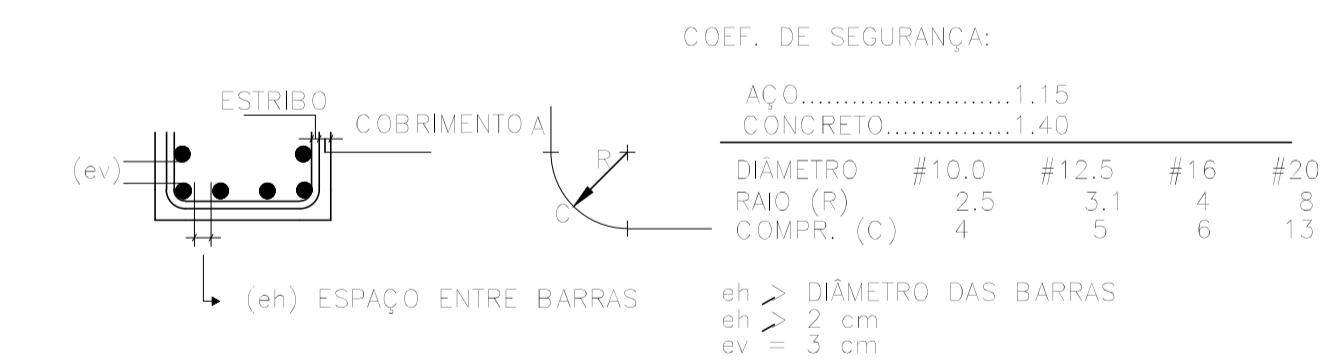 COEF. DE SEGURANÇA:
AÇO.........................1.15
CONCRETO...............1.40
ESTRIBO
COBRIMENTO A
(ev)
R
C
DIÂMETRO #10.0 #12.5 #16 #20
RAIO (R) 2.5 3.1 4 8
COMPR. (C) 4 5 6 13
(eh) ESPAÇO ENTRE BARRAS
eh > DIÂMETRO DAS BARRAS
eh > 2 cm
ev = 3 cm